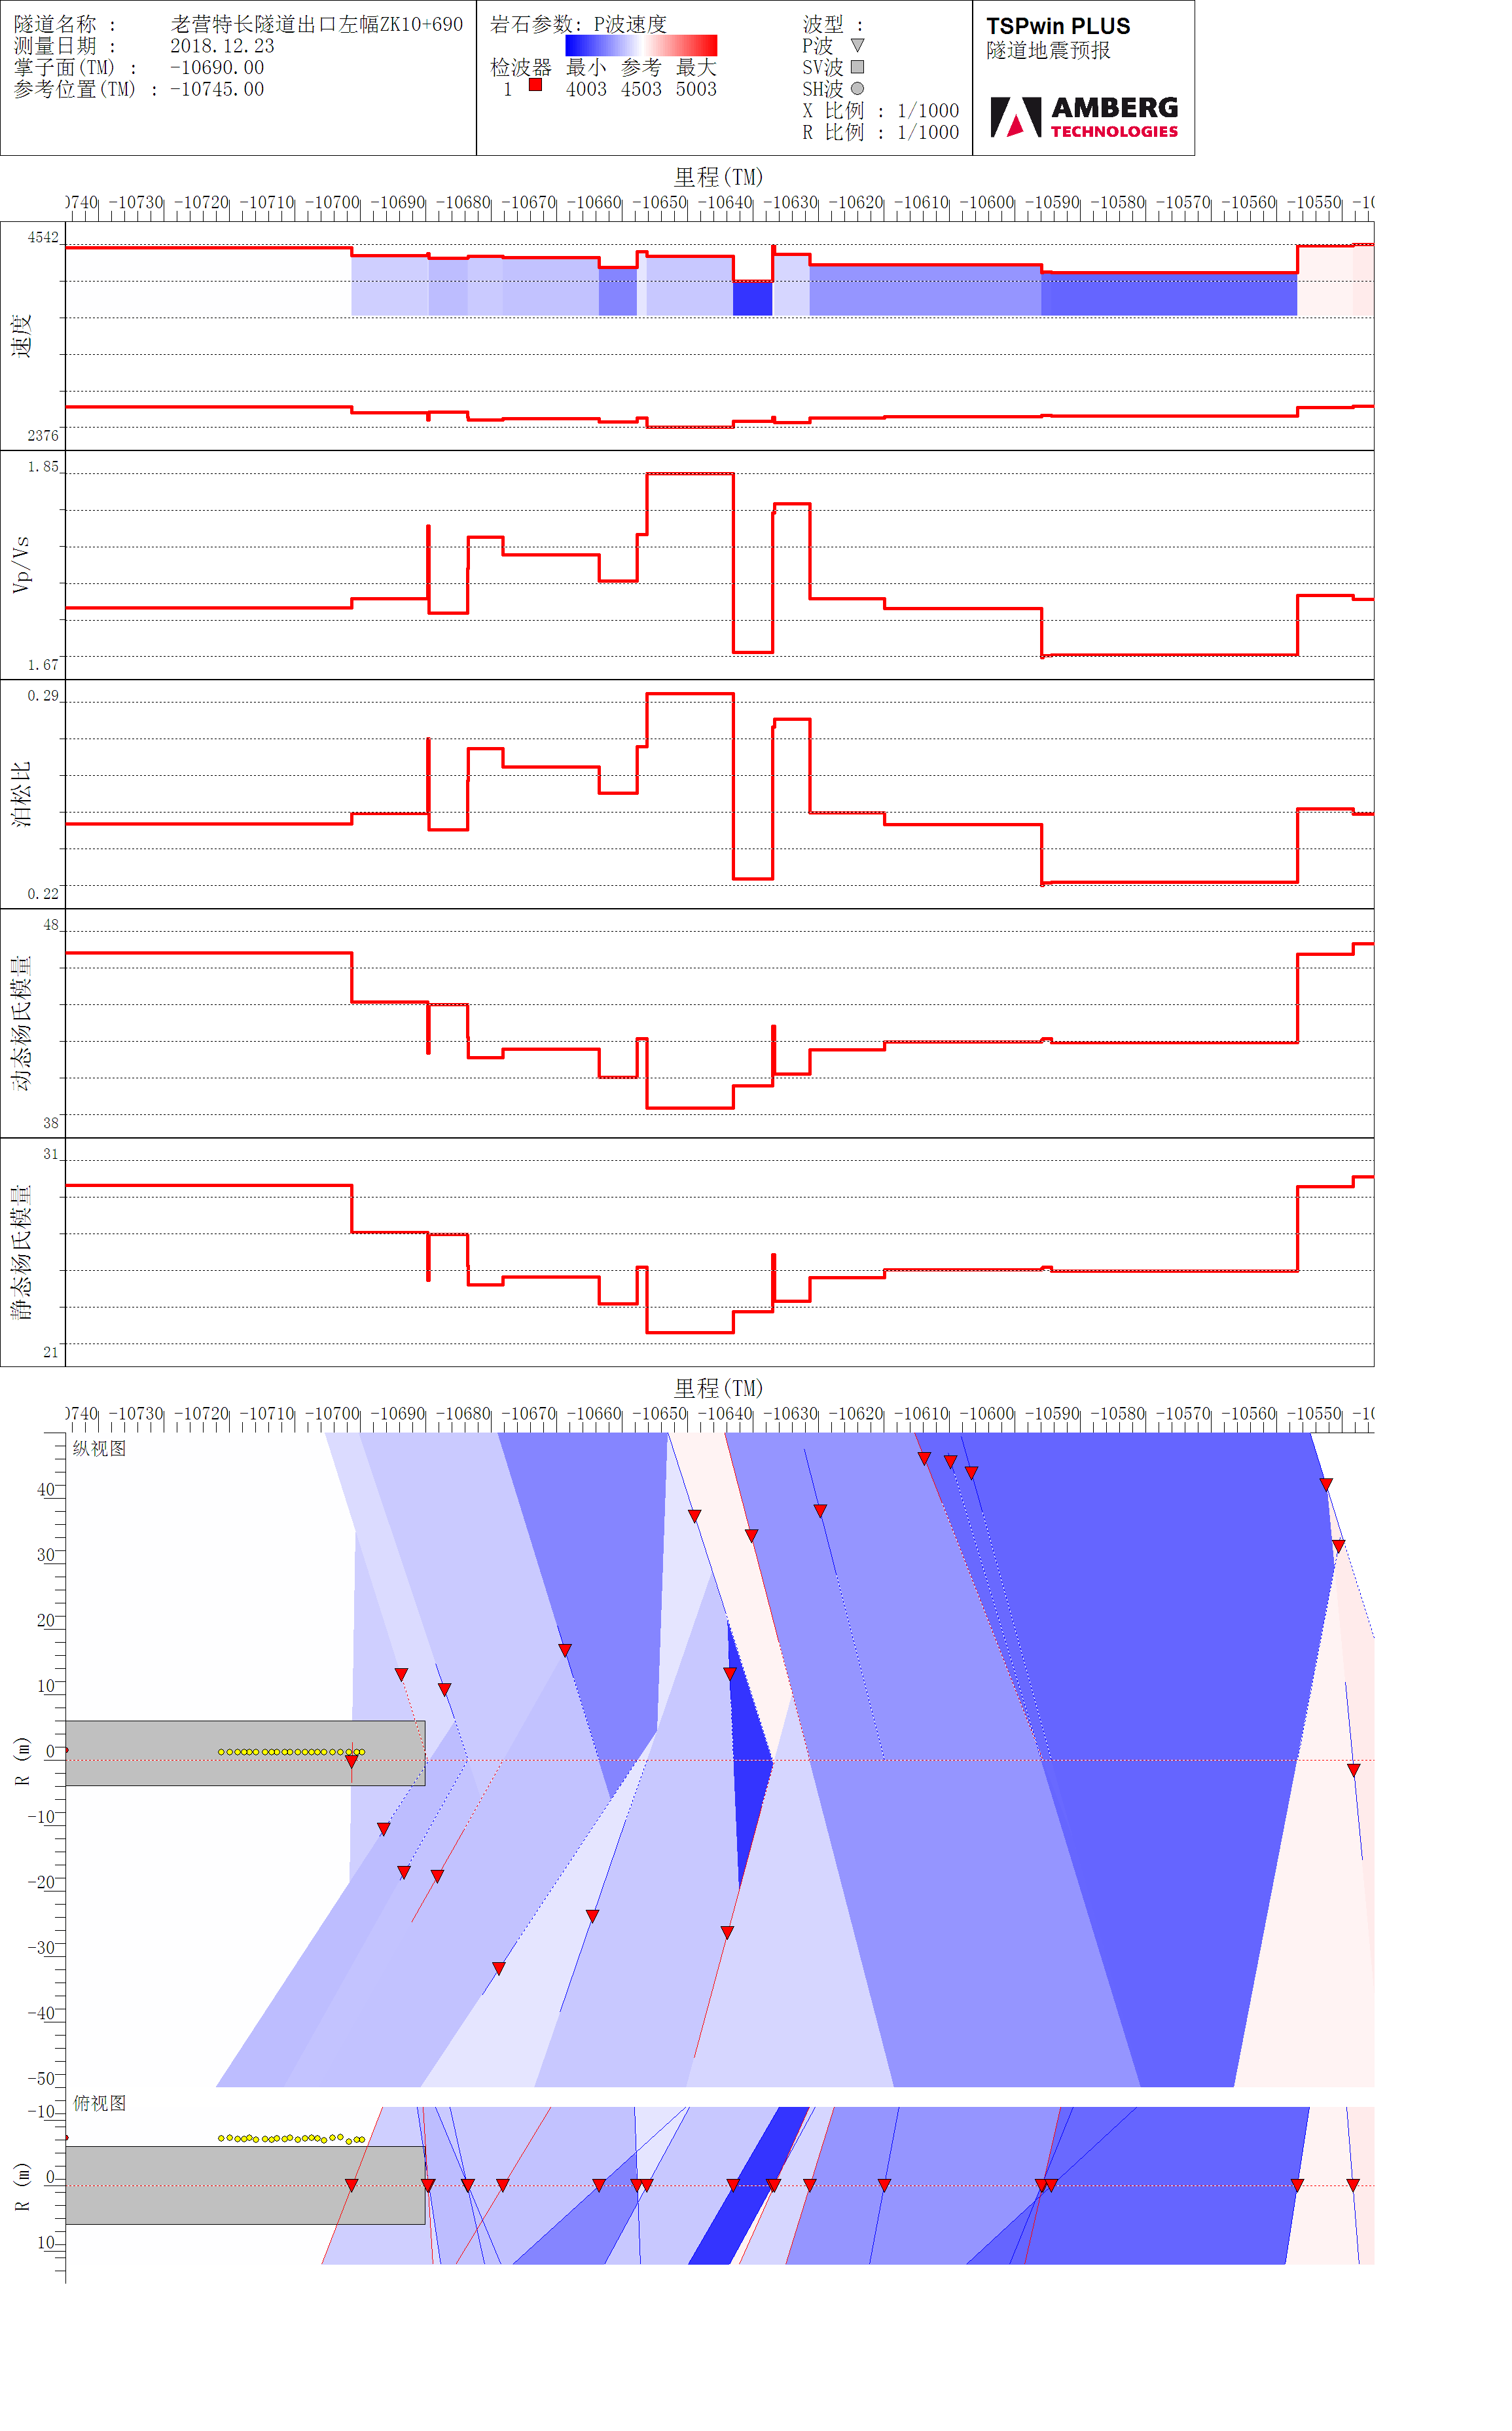 隧道名称 : 老营特长隧道出口左幅ZK10+690
测量日期 : 2018.12.23
掌子面(TM) : -10690.00
参考位置(TM) : -10745.00
岩石参数: P波速度
检波器 最小 参考 最大
1 4003 4503 5003
波型 :
P波
SV波
SH波
X 比例 : 1/1000
R 比例 : 1/1000
TSPwin PLUS
隧道地震预报
AMBERG
TECHNOLOGIES
里程(TM)
0740 -10730 -10720 -10710 -10700 -10690 -10680 -10670 -10660 -10650 -10640 -10630 -10620 -10610 -10600 -10590 -10580 -10570 -10560 -10550 -10
4542
速度
2376
1.85
Vp/Vs
1.67
0.29
泊松比
0.22
48
动态杨氏模量
38
31
静态杨氏模量
21
里程(TM)
0740 -10730 -10720 -10710 -10700 -10690 -10680 -10670 -10660 -10650 -10640 -10630 -10620 -10610 -10600 -10590 -10580 -10570 -10560 -10550 -10
纵视图
40
30
20
10
0
R (m)
-10
-20
-30
-40
-50
俯视图
-10
0
R (m)
10